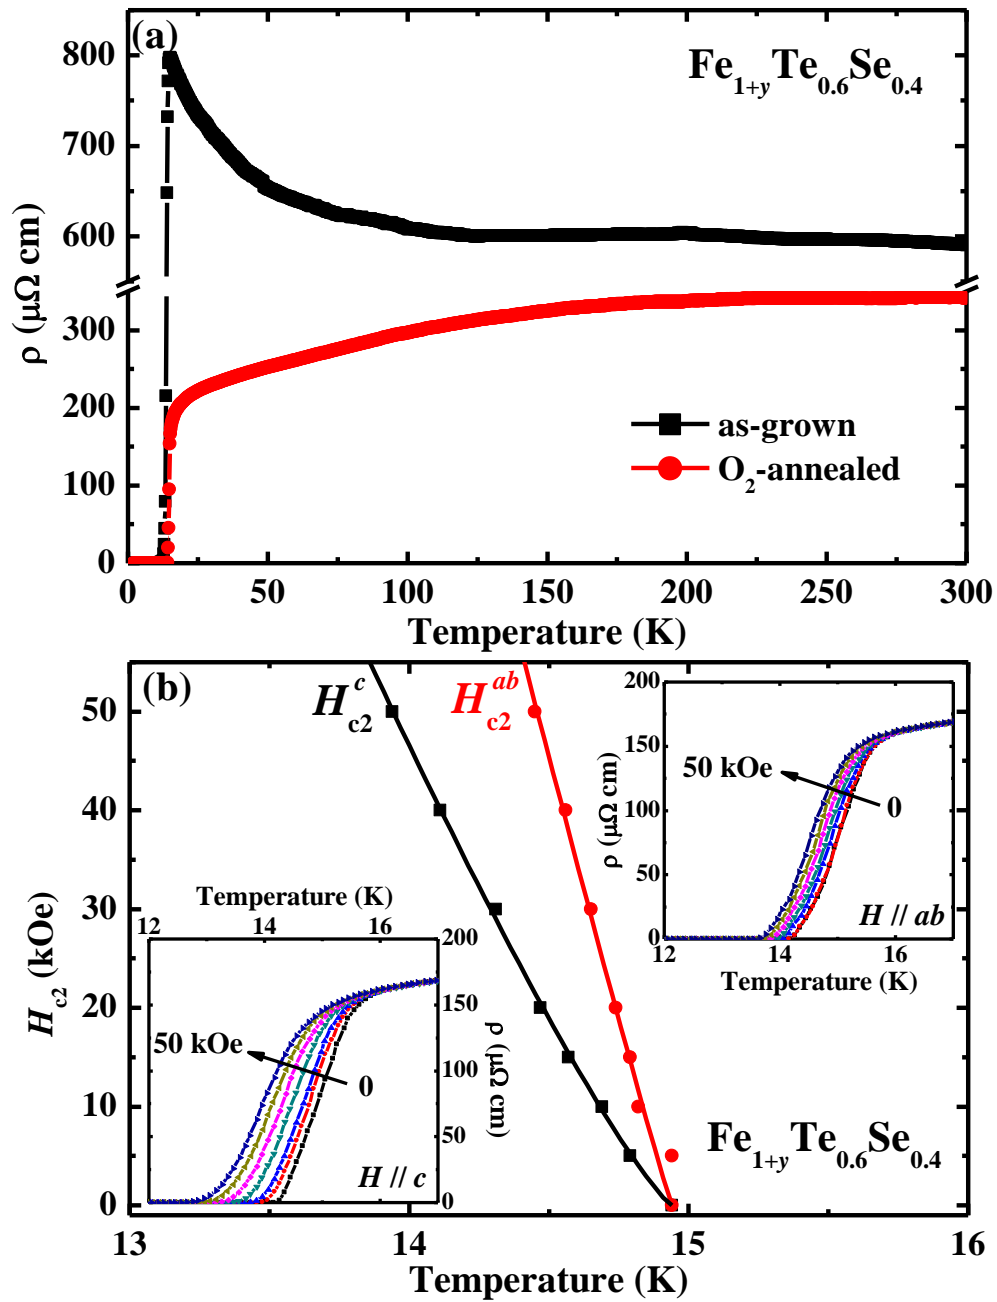 (a)
Fe1+yTe0.6Se0.4
800
700
600
300
200
100
0
ρ (μΩ cm)
as-grown
O2-annealed
0 50 100 150 200 250 300
Temperature (K)
(b)
Hc2^c
Hc2^ab
50
40
30
20
10
0
Hc2 (kOe)
200
150
100
50
0
ρ (μΩ cm)
50 kOe
0
H // ab
12 14 16
Temperature (K)
Temperature (K)
12 14 16
200
150
100
50
0
ρ (μΩ cm)
50 kOe
0
H // c
Fe1+yTe0.6Se0.4
13 14 15 16
Temperature (K)